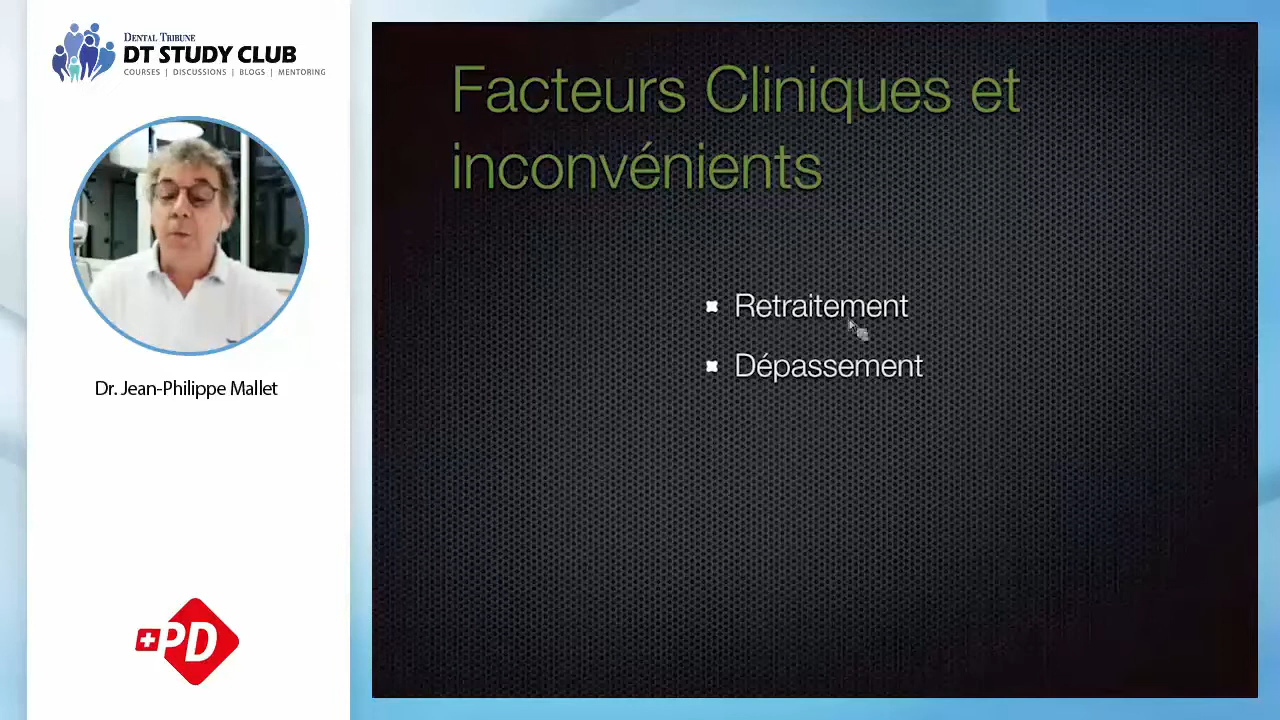 DENTAL TRIBUNE
DT STUDY CLUB
COURSES | DISCUSSIONS | BLOGS | MENTORING
Dr. Jean-Philippe Mallet
+PD
Facteurs Cliniques et
inconvénients
Retraitement
Dépassement